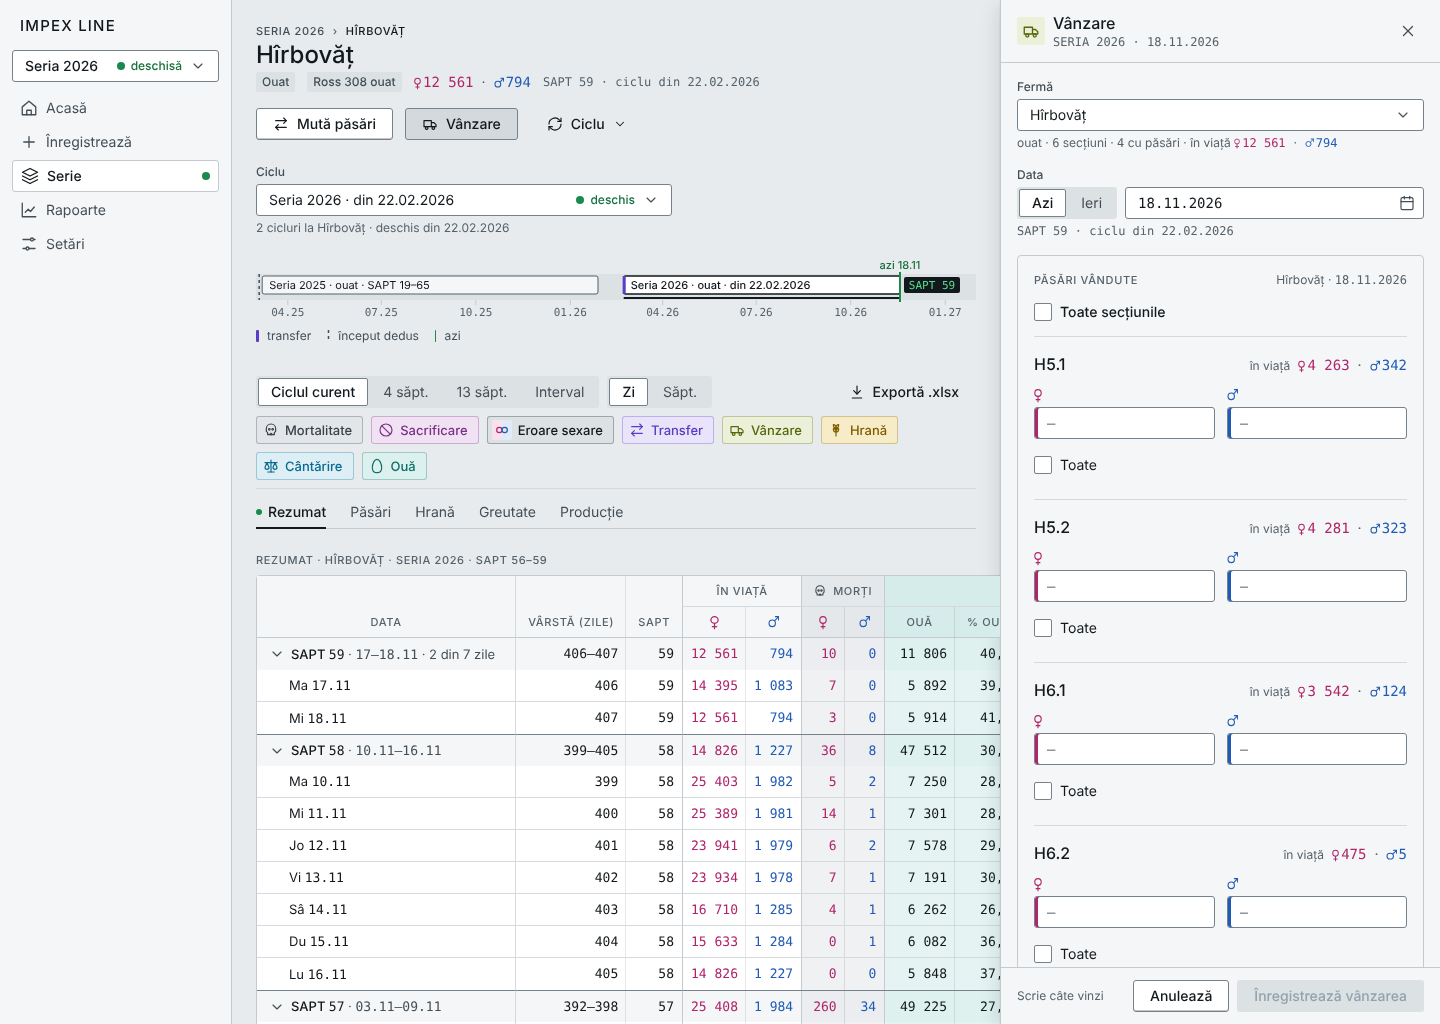 IMPEX LINE
Seria 2026 deschisă
Acasă
Înregistrează
Serie
Rapoarte
Setări
SERIA 2026 › HÎRBOVĂȚ
Hîrbovăț
Ouat Ross 308 ouat ♀12 561 · ♂794 SAPT 59 · ciclu din 22.02.2026
Mută păsări Vânzare Ciclu
Ciclu
Seria 2026 · din 22.02.2026 deschis
2 cicluri la Hîrbovăț · deschis din 22.02.2026
azi 18.11
Seria 2025 · ouat · SAPT 19–65 Seria 2026 · ouat · din 22.02.2026 SAPT 59
04.25 07.25 10.25 01.26 04.26 07.26 10.26 01.27
transfer început dedus azi
Ciclul curent 4 săpt. 13 săpt. Interval Zi Săpt. Exportă .xlsx
Mortalitate Sacrificare Eroare sexare Transfer Vânzare Hrană
Cântărire Ouă
Rezumat Păsări Hrană Greutate Producție
REZUMAT · HÎRBOVĂȚ · SERIA 2026 · SAPT 56–59
ÎN VIAȚĂ MORȚI
DATA VÂRSTĂ (ZILE) SAPT ♀ ♂ ♀ ♂ OUĂ % OU
SAPT 59 · 17–18.11 · 2 din 7 zile 406–407 59 12 561 794 10 0 11 806 40,
Ma 17.11 406 59 14 395 1 083 7 0 5 892 39,
Mi 18.11 407 59 12 561 794 3 0 5 914 41,
SAPT 58 · 10.11–16.11 399–405 58 14 826 1 227 36 8 47 512 30,
Ma 10.11 399 58 25 403 1 982 5 2 7 250 28,
Mi 11.11 400 58 25 389 1 981 14 1 7 301 28,
Jo 12.11 401 58 23 941 1 979 6 2 7 578 29,
Vi 13.11 402 58 23 934 1 978 7 1 7 191 30,
Sâ 14.11 403 58 16 710 1 285 4 1 6 262 26,
Du 15.11 404 58 15 633 1 284 0 1 6 082 36,
Lu 16.11 405 58 14 826 1 227 0 0 5 848 37,
SAPT 57 · 03.11–09.11 392–398 57 25 408 1 984 260 34 49 225 27,
Vânzare
SERIA 2026 · 18.11.2026
Fermă
Hîrbovăț
ouat · 6 secțiuni · 4 cu păsări · în viață ♀12 561 · ♂794
Data
Azi Ieri 18.11.2026
SAPT 59 · ciclu din 22.02.2026
PĂSĂRI VÂNDUTE Hîrbovăț · 18.11.2026
Toate secțiunile
H5.1 în viață ♀4 263 · ♂342
♀ ♂
– –
Toate
H5.2 în viață ♀4 281 · ♂323
♀ ♂
– –
Toate
H6.1 în viață ♀3 542 · ♂124
♀ ♂
– –
Toate
H6.2 în viață ♀475 · ♂5
♀ ♂
– –
Toate
Scrie câte vinzi Anulează Înregistrează vânzarea